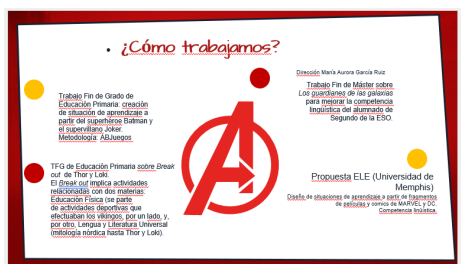 • ¿Cómo trabajamos?
Trabajo Fin de Grado de
Educación Primaria: creación
de situación de aprendizaje a
partir del superhéroe Batman y
el supervillano Joker.
Metodología: ABJuegos
TFG de Educación Primaria sobre Break
out de Thor y Loki.
El Break out implica actividades
relacionadas con dos materias:
Educación Física (se parte
de actividades deportivas que
efectuaban los vikingos, por un lado, y,
por otro, Lengua y Literatura Universal
(mitología nórdica hasta Thor y Loki).
Dirección María Aurora García Ruiz
Trabajo Fin de Máster sobre
Los guardianes de las galaxias
para mejorar la competencia
lingüística del alumnado de
Segundo de la ESO.
Propuesta ELE (Universidad de
Memphis)
Diseño de situaciones de aprendizaje a partir de fragmentos
de películas y comics de MARVEL y DC.
Competencia linüística.